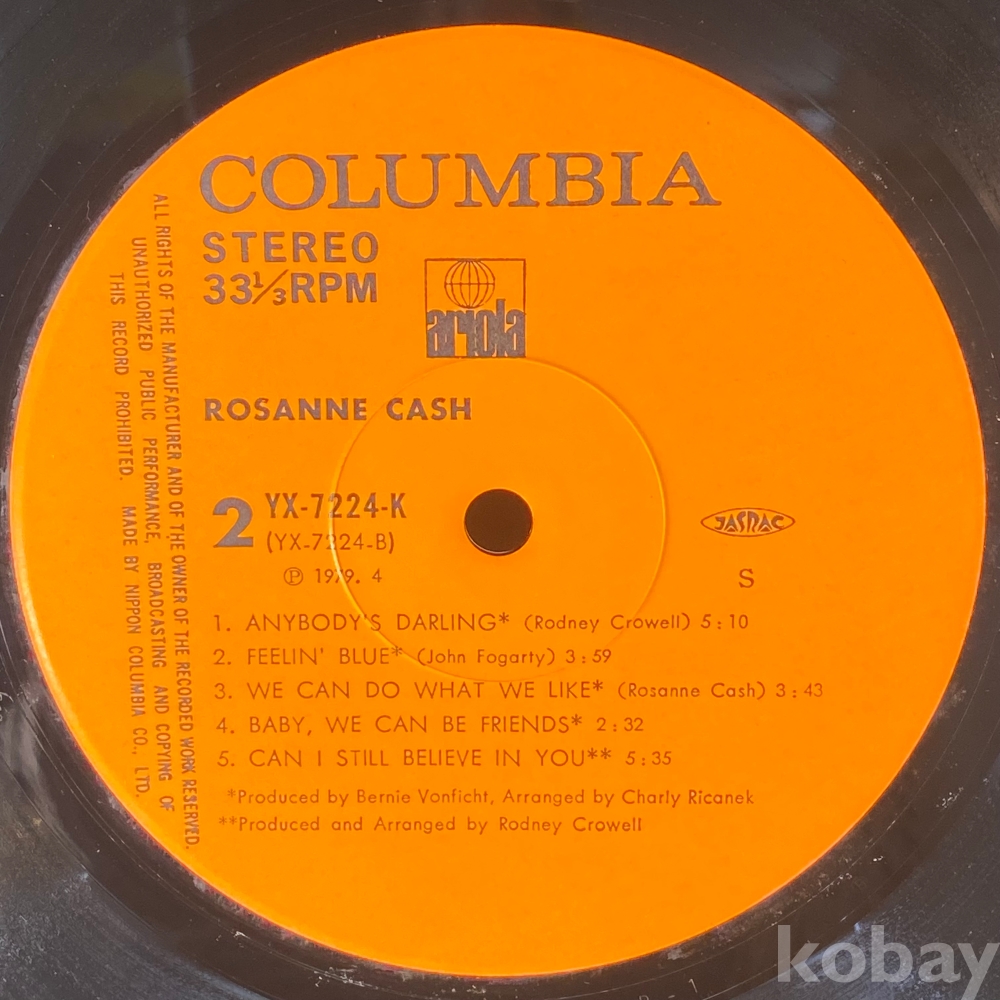 COLUMBIA
STEREO
33⅓RPM
ariola
ROSANNE CASH
2 YX-7224-K
(YX-7224-B)
Ⓟ 1979. 4
JASRAC
S
1. ANYBODY'S DARLING* (Rodney Crowell) 5:10
2. FEELIN' BLUE* (John Fogarty) 3:59
3. WE CAN DO WHAT WE LIKE* (Rosanne Cash) 3:43
4. BABY, WE CAN BE FRIENDS* 2:32
5. CAN I STILL BELIEVE IN YOU** 5:35
*Produced by Bernie Vonficht, Arranged by Charly Ricanek
**Produced and Arranged by Rodney Crowell
ALL RIGHTS OF THE MANUFACTURER AND OF THE OWNER OF THE RECORDED WORK RESERVED.
UNAUTHORIZED PUBLIC PERFORMANCE, BROADCASTING AND COPYING OF
THIS RECORD PROHIBITED. MADE BY NIPPON COLUMBIA CO., LTD.
kobay